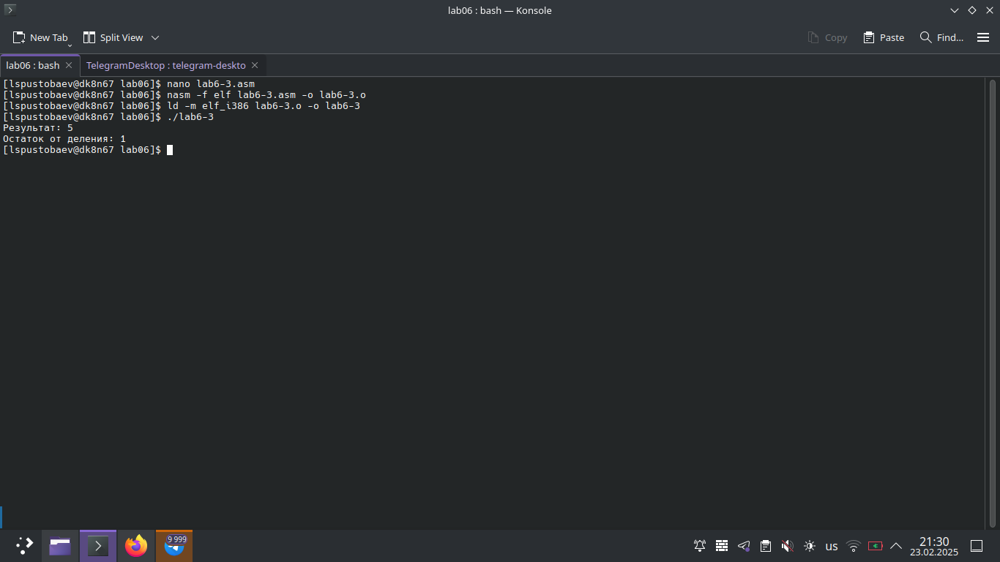 lab06 : bash — Konsole
New Tab Split View Copy Paste Find...
lab06 : bash TelegramDesktop : telegram-deskto
[lspustobaev@dk8n67 lab06]$ nano lab6-3.asm
[lspustobaev@dk8n67 lab06]$ nasm -f elf lab6-3.asm -o lab6-3.o
[lspustobaev@dk8n67 lab06]$ ld -m elf_i386 lab6-3.o -o lab6-3
[lspustobaev@dk8n67 lab06]$ ./lab6-3
Результат: 5
Остаток от деления: 1
[lspustobaev@dk8n67 lab06]$
9 999
us
21:30
23.02.2025